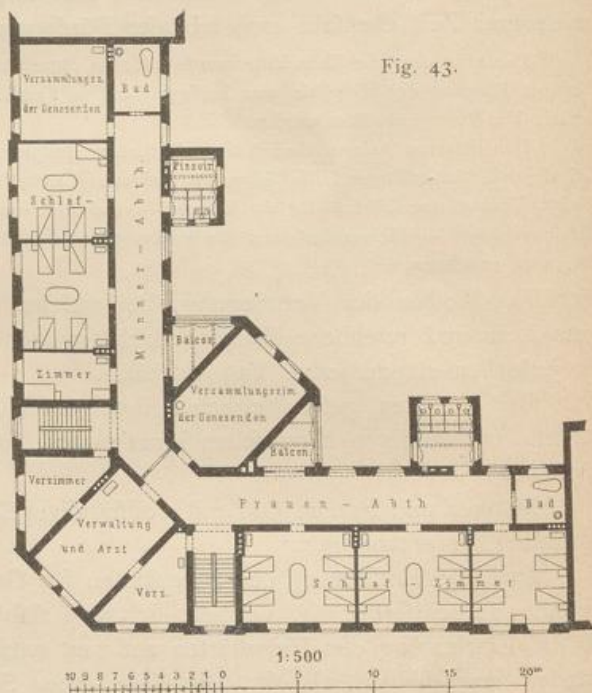 Fig. 43.
Versammlungszim.
der Genesenden
Bad
Pissoir
Schlaf-
Männer-Abth.
Zimmer
Balcon
Versammlungszim.
der Genesenden
Balcon
Vorzimmer
Verwaltung
und Arzt
Vorz.
Frauen-Abth
Bad
Schlaf-Zimmer
1:500
10 9 8 7 6 5 4 3 2 1 0 5 10 15 20m